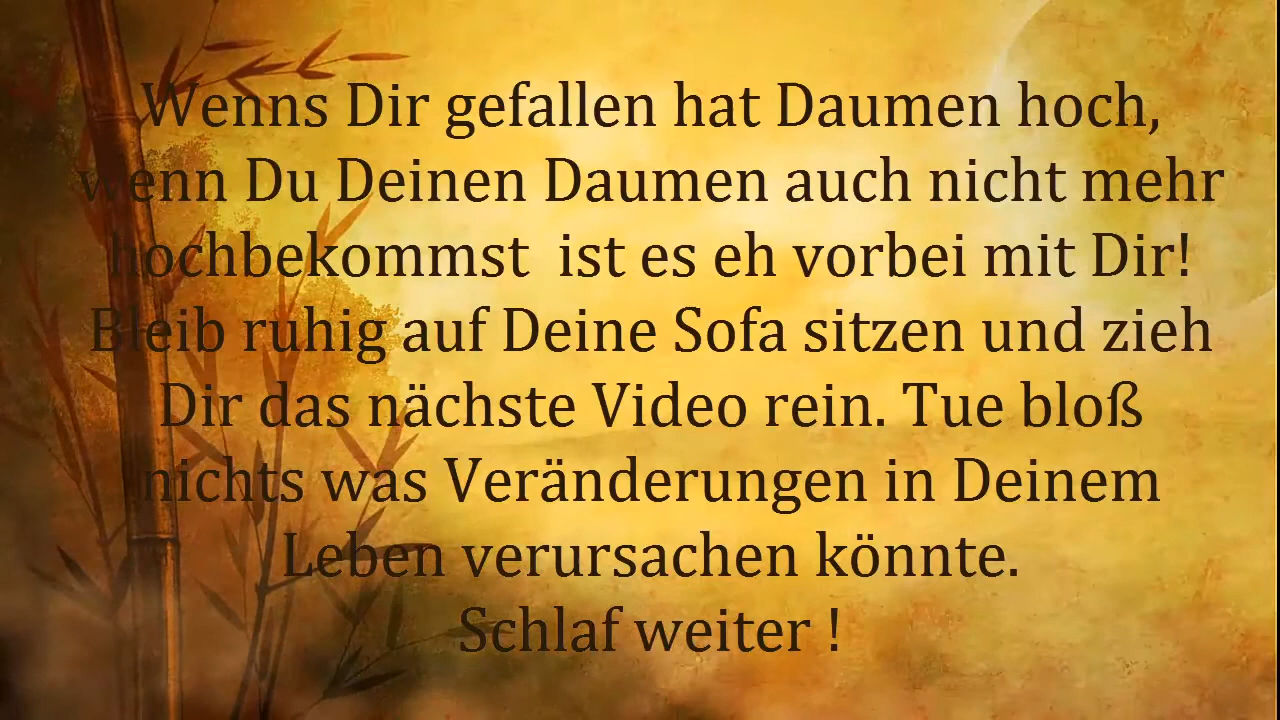 Wenns Dir gefallen hat Daumen hoch,
wenn Du Deinen Daumen auch nicht mehr
hochbekommst  ist es eh vorbei mit Dir!
Bleib ruhig auf Deine Sofa sitzen und zieh
Dir das nächste Video rein. Tue bloß
nichts was Veränderungen in Deinem
Leben verursachen könnte.
Schlaf weiter !